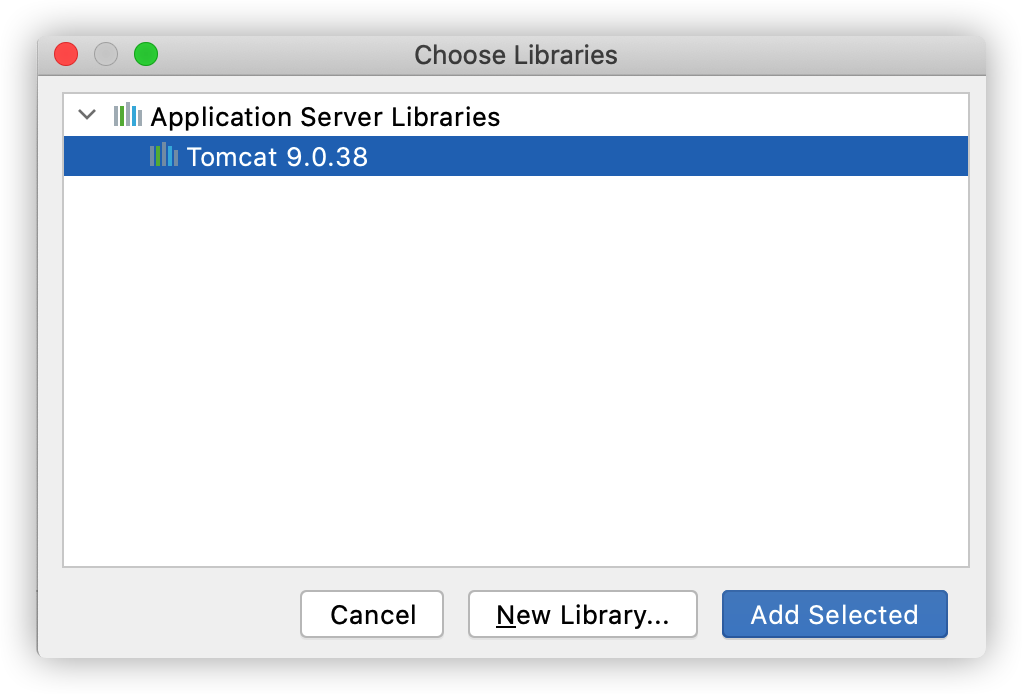 Choose Libraries
Application Server Libraries
Tomcat 9.0.38
Cancel
New Library...
Add Selected